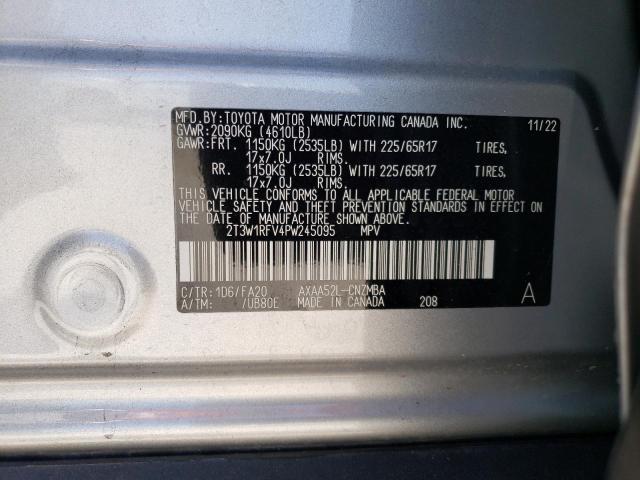 MFD.BY:TOYOTA MOTOR MANUFACTURING CANADA INC. 11/22
GVWR:2090KG (4610LB)
GAWR:FRT. 1150KG (2535LB) WITH 225/65R17 TIRES,
17x7.0J RIMS.
RR. 1150KG (2535LB) WITH 225/65R17 TIRES,
17x7.0J RIMS.
THIS VEHICLE CONFORMS TO ALL APPLICABLE FEDERAL MOTOR
VEHICLE SAFETY AND THEFT PREVENTION STANDARDS IN EFFECT ON
THE DATE OF MANUFACTURE SHOWN ABOVE.
2T3W1RFV4PW245095 MPV
C/TR:1D6/FA20 AXAA52L-CNZMBA
A/TM: /UB80E MADE IN CANADA 208 A